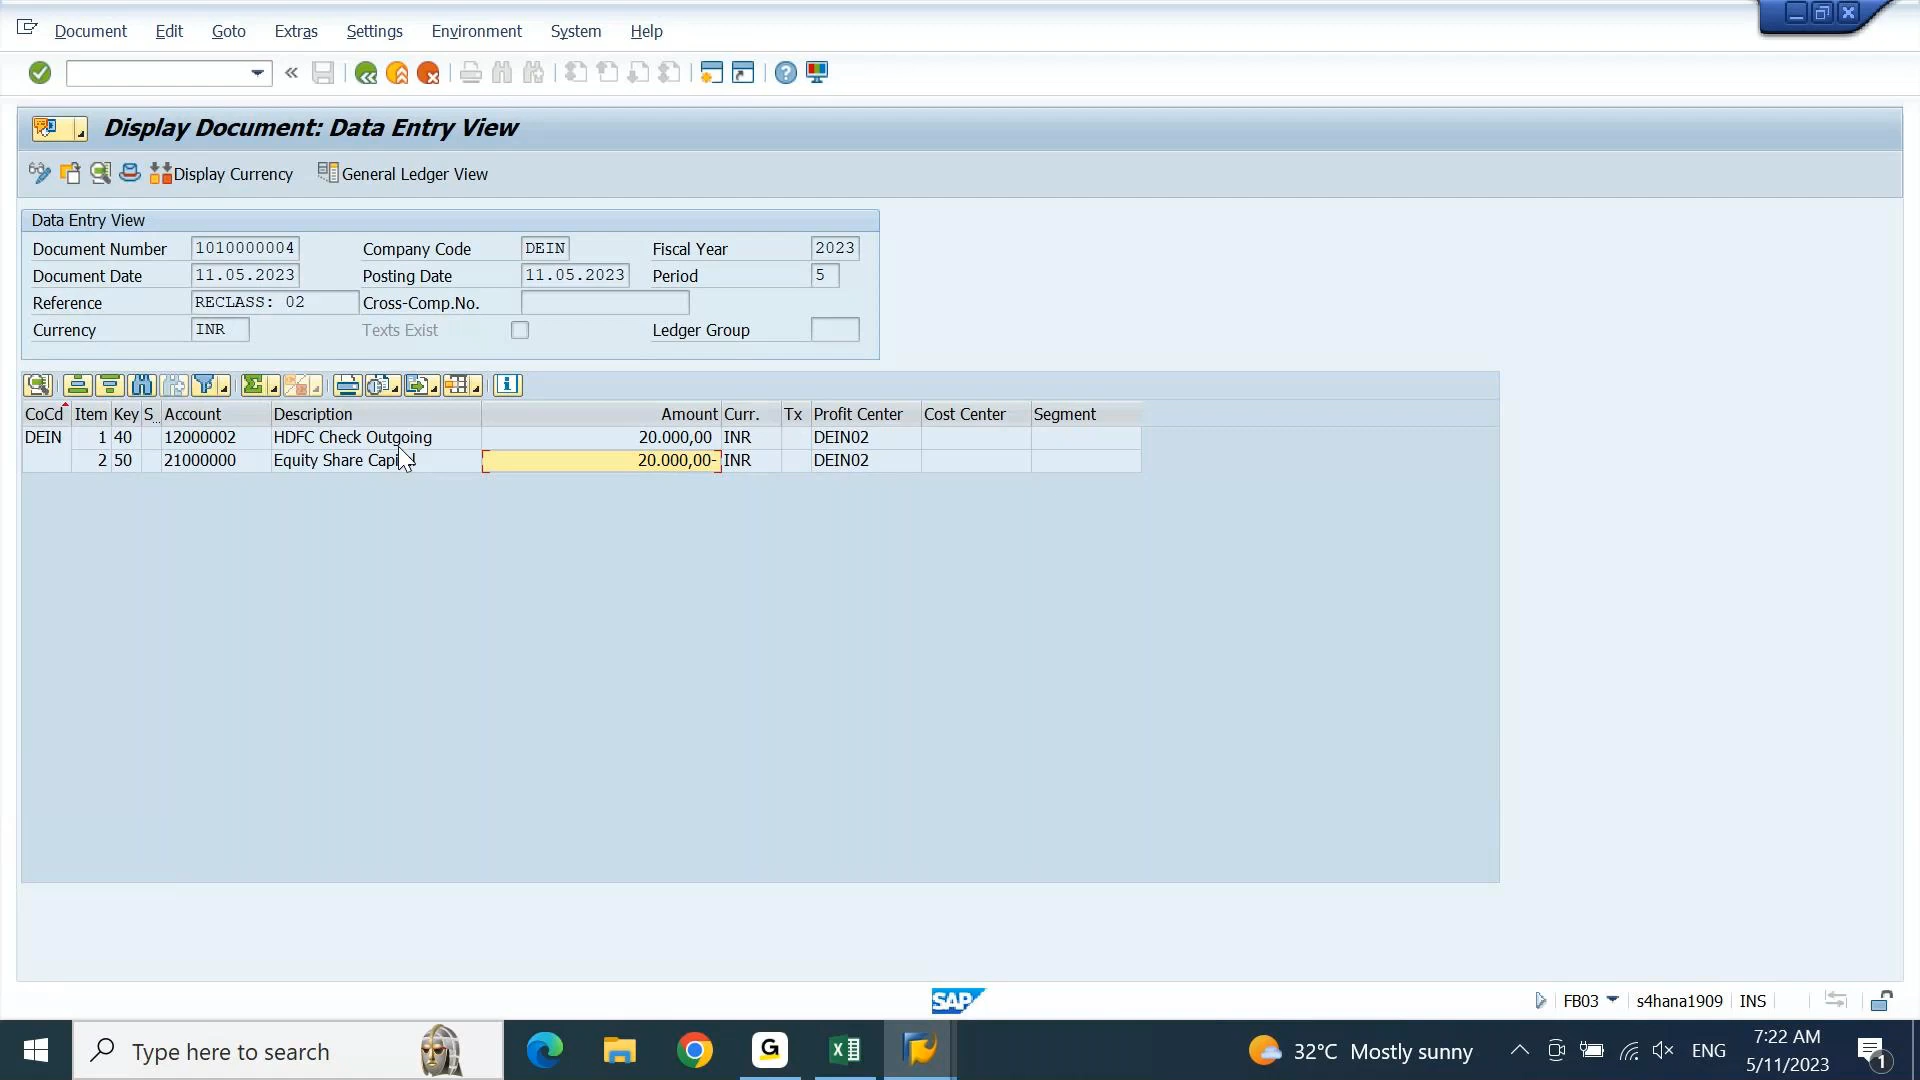 Document Edit Goto Extras Settings Environment System Help
Display Document: Data Entry View
Display Currency General Ledger View
Data Entry View
Document Number 1010000004 Company Code DEIN Fiscal Year 2023
Document Date 11.05.2023 Posting Date 11.05.2023 Period 5
Reference RECLASS: 02 Cross-Comp.No.
Currency INR Texts Exist Ledger Group
CoCd Item Key S... Account Description Amount Curr. Tx Profit Center Cost Center Segment
DEIN 1 40 12000002 HDFC Check Outgoing 20.000,00 INR DEIN02
2 50 21000000 Equity Share Capital 20.000,00- INR DEIN02
SAP FB03 s4hana1909 INS
Type here to search 32°C Mostly sunny ENG 7:22 AM
5/11/2023 1